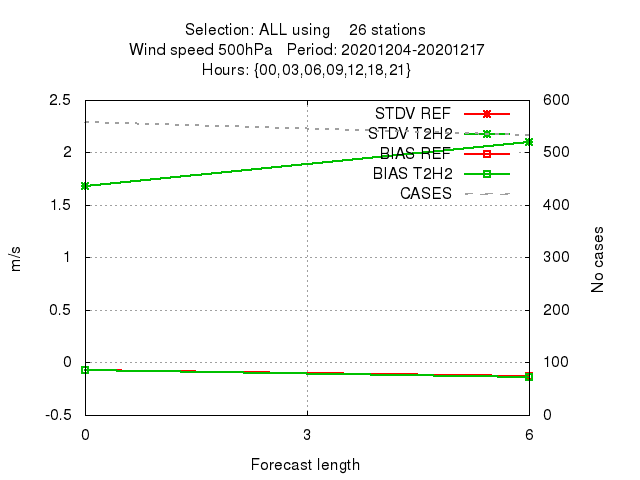 Selection: ALL using    26 stations
Wind speed 500hPa   Period: 20201204-20201217
Hours: {00,03,06,09,12,18,21}
2.5
2
1.5
1
0.5
0
-0.5
600
500
400
300
200
100
0
STDV REF
STDV T2H2
BIAS REF
BIAS T2H2
CASES
m/s
No cases
0 3 6
Forecast length